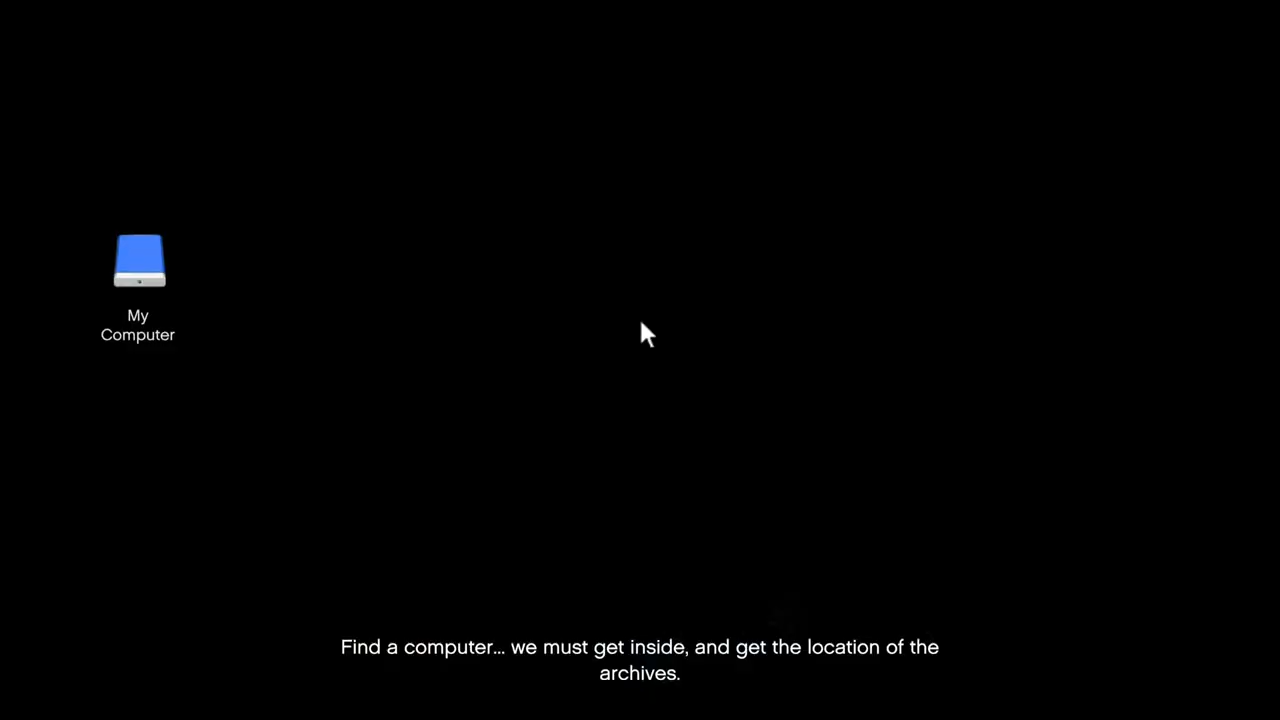 My
Computer
Find a computer... we must get inside, and get the location of the
archives.